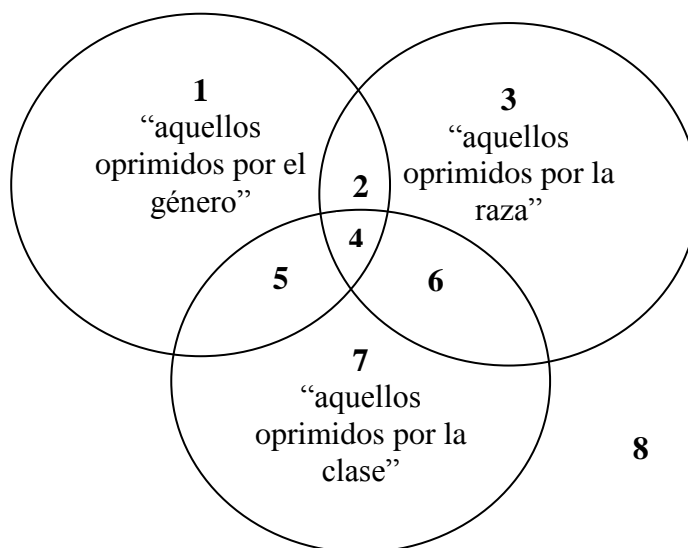 1
“aquellos
oprimidos por el
género”
2
3
“aquellos
oprimidos por la
raza”
4
5
6
7
“aquellos
oprimidos por la
clase”
8